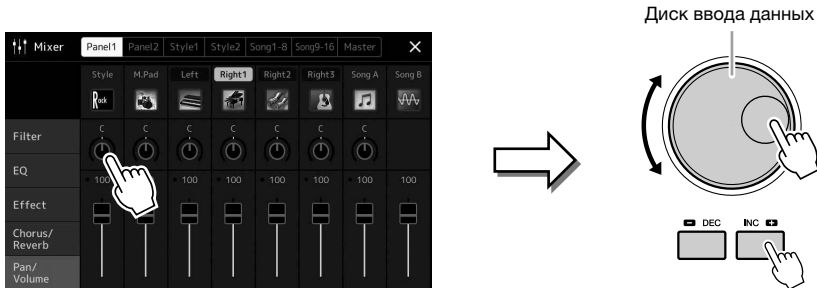 Диск ввода данных
Mixer Panel1 Panel2 Style1 Style2 Song1-8 Song9-16 Master ×
Style M.Pad Left Right1 Right2 Right3 Song A Song B
Rock
Filter C C C C C C C
EQ
100 100 100 100 100 100 100
Effect
Chorus/
Reverb
Pan/
Volume
DEC INC